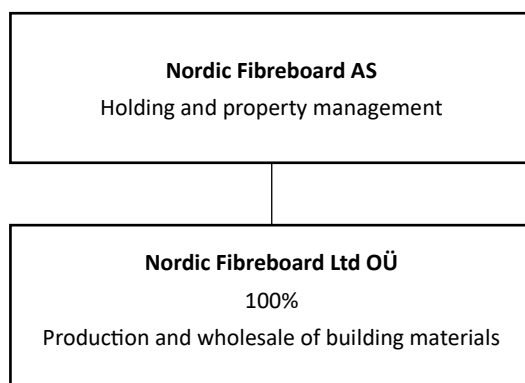 Nordic Fibreboard AS
Holding and property management
Nordic Fibreboard Ltd OÜ
100%
Production and wholesale of building materials